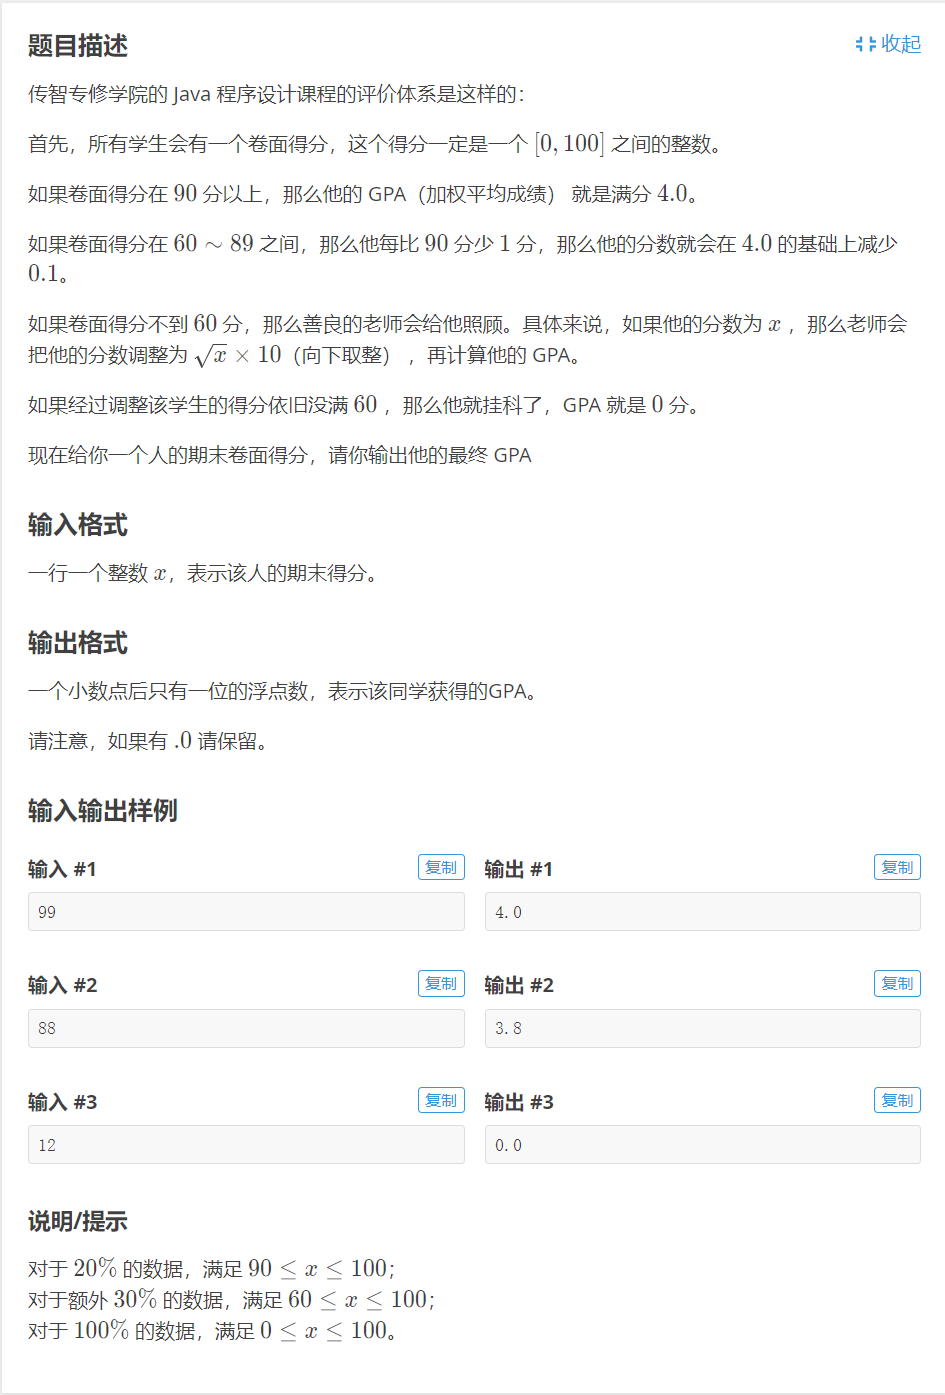 题目描述
收起
传智专修学院的 Java 程序设计课程的评价体系是这样的：
首先，所有学生会有一个卷面得分，这个得分一定是一个 [0, 100] 之间的整数。
如果卷面得分在 90 分以上，那么他的 GPA（加权平均成绩） 就是满分 4.0。
如果卷面得分在 60 ∼ 89 之间，那么他每比 90 分少 1 分，那么他的分数就会在 4.0 的基础上减少
0.1。
如果卷面得分不到 60 分，那么善良的老师会给他照顾。具体来说，如果他的分数为 x ，那么老师会
把他的分数调整为 √x × 10（向下取整） ，再计算他的 GPA。
如果经过调整该学生的得分依旧没满 60 ，那么他就挂科了，GPA 就是 0 分。
现在给你一个人的期末卷面得分，请你输出他的最终 GPA
输入格式
一行一个整数 x，表示该人的期末得分。
输出格式
一个小数点后只有一位的浮点数，表示该同学获得的GPA。
请注意，如果有 .0 请保留。
输入输出样例
输入 #1 复制 输出 #1 复制
99 4.0
输入 #2 复制 输出 #2 复制
88 3.8
输入 #3 复制 输出 #3 复制
12 0.0
说明/提示
对于 20% 的数据，满足 90 ≤ x ≤ 100；
对于额外 30% 的数据，满足 60 ≤ x ≤ 100；
对于 100% 的数据，满足 0 ≤ x ≤ 100。